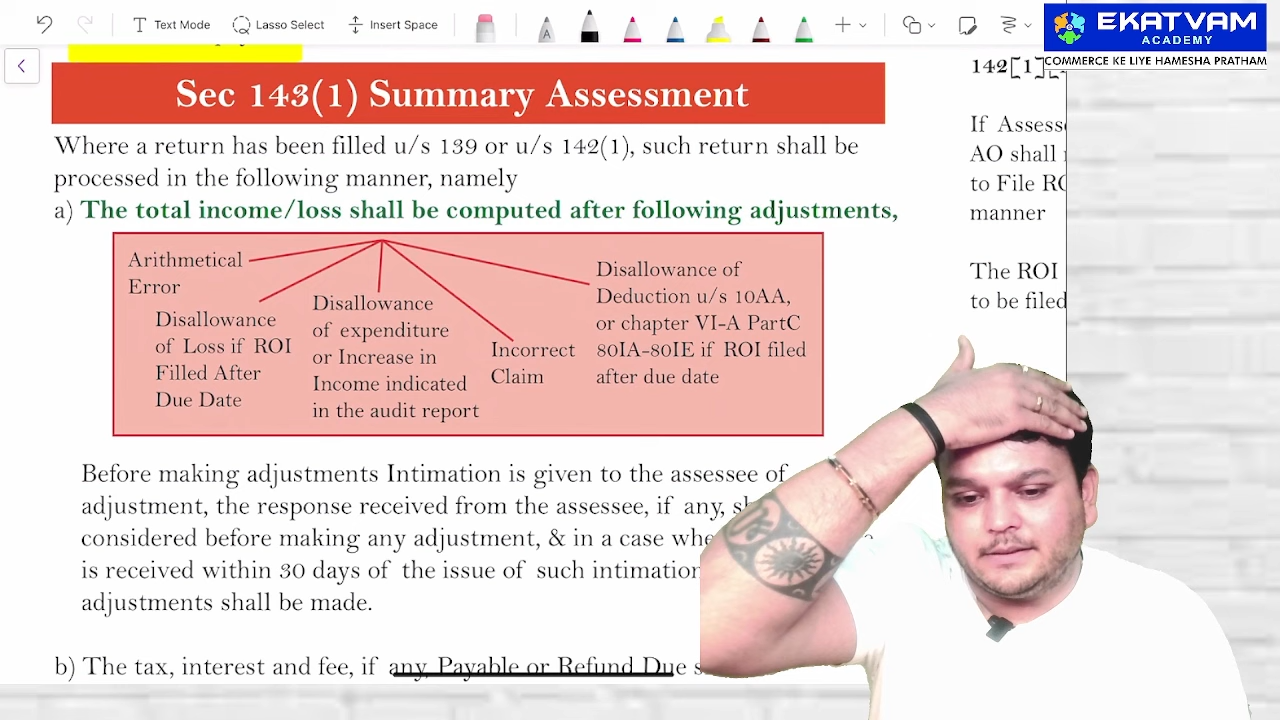 Text Mode
Lasso Select
Insert Space
EKATVAM
ACADEMY
COMMERCE KE LIYE HAMESHA PRATHAM
Sec 143(1) Summary Assessment
Where a return has been filled u/s 139 or u/s 142(1), such return shall be
processed in the following manner, namely
a) The total income/loss shall be computed after following adjustments,
Arithmetical
Error
Disallowance
of Loss if ROI
Filled After
Due Date
Disallowance
of expenditure
or Increase in
Income indicated
in the audit report
Incorrect
Claim
Disallowance of
Deduction u/s 10AA,
or chapter VI-A PartC
80IA-80IE if ROI filed
after due date
Before making adjustments Intimation is given to the assessee of
adjustment, the response received from the assessee, if any,
considered before making any adjustment, & in a case
is received within 30 days of the issue of such intimation
adjustments shall be made.
b) The tax, interest and fee, if any, Payable or Refund Due
142[1]
If
AO shall
to File
manner
The ROI
to be filed